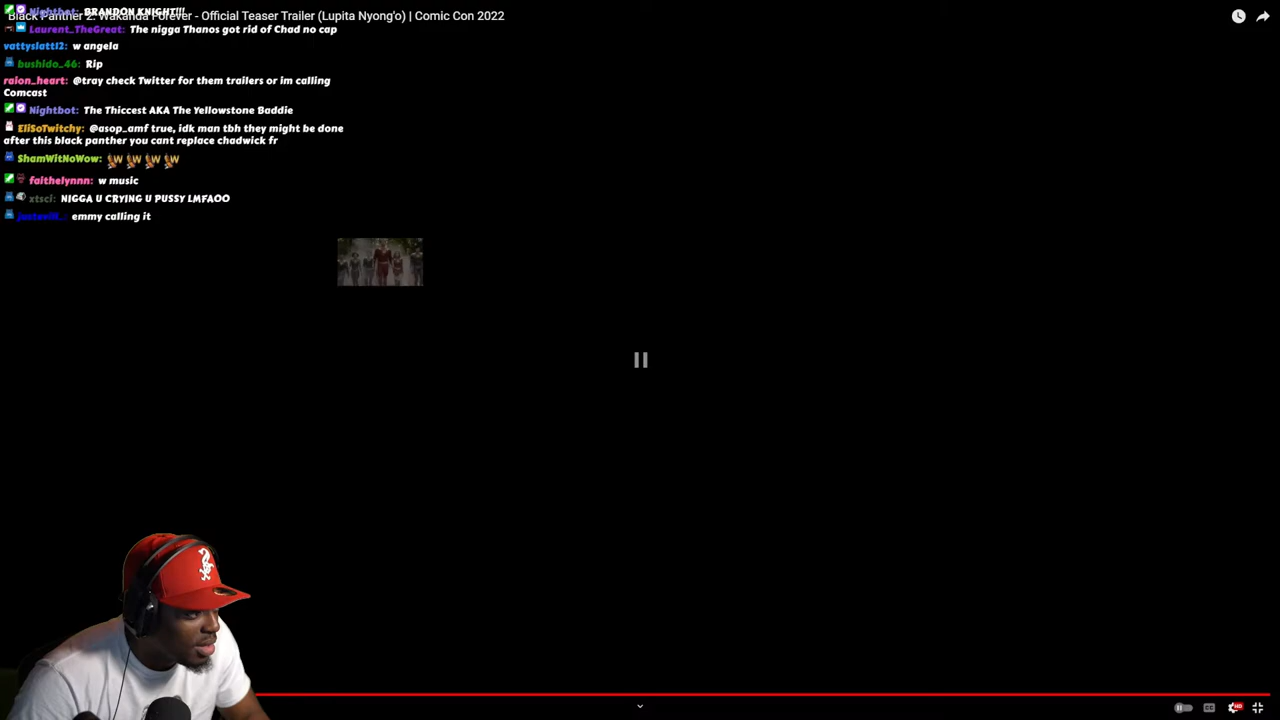 Black Panther 2: Wakanda Forever - Official Teaser Trailer (Lupita Nyong'o) | Comic Con 2022
Nightbot: BRANDON KNIGHT!!!
Laurent_TheGreat: The nigga Thanos got rid of Chad no cap
vattyslattl2: w angela
bushido_46: Rip
raion_heart: @tray check Twitter for them trailers or im calling
Comcast
Nightbot: The Thiccest AKA The Yellowstone Baddie
EliSoTwitchy: @asop_amf true, idk man tbh they might be done
after this black panther you cant replace chadwick fr
ShamWitNoWow: W W W W
faithelynnn: w music
xtsci: NIGGA U CRYING U PUSSY LMFAOO
emmy calling it
CC
HD